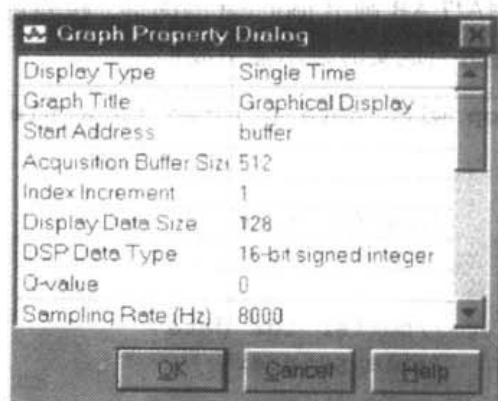 Graph Property Dialog
Display Type Single Time
Graph Title Graphical Display
Start Address buffer
Acquisition Buffer Siz 512
Index Increment 1
Display Data Size 128
DSP Data Type 16-bit signed integer
Q-value 0
Sampling Rate (Hz) 8000
OK Cancel Help